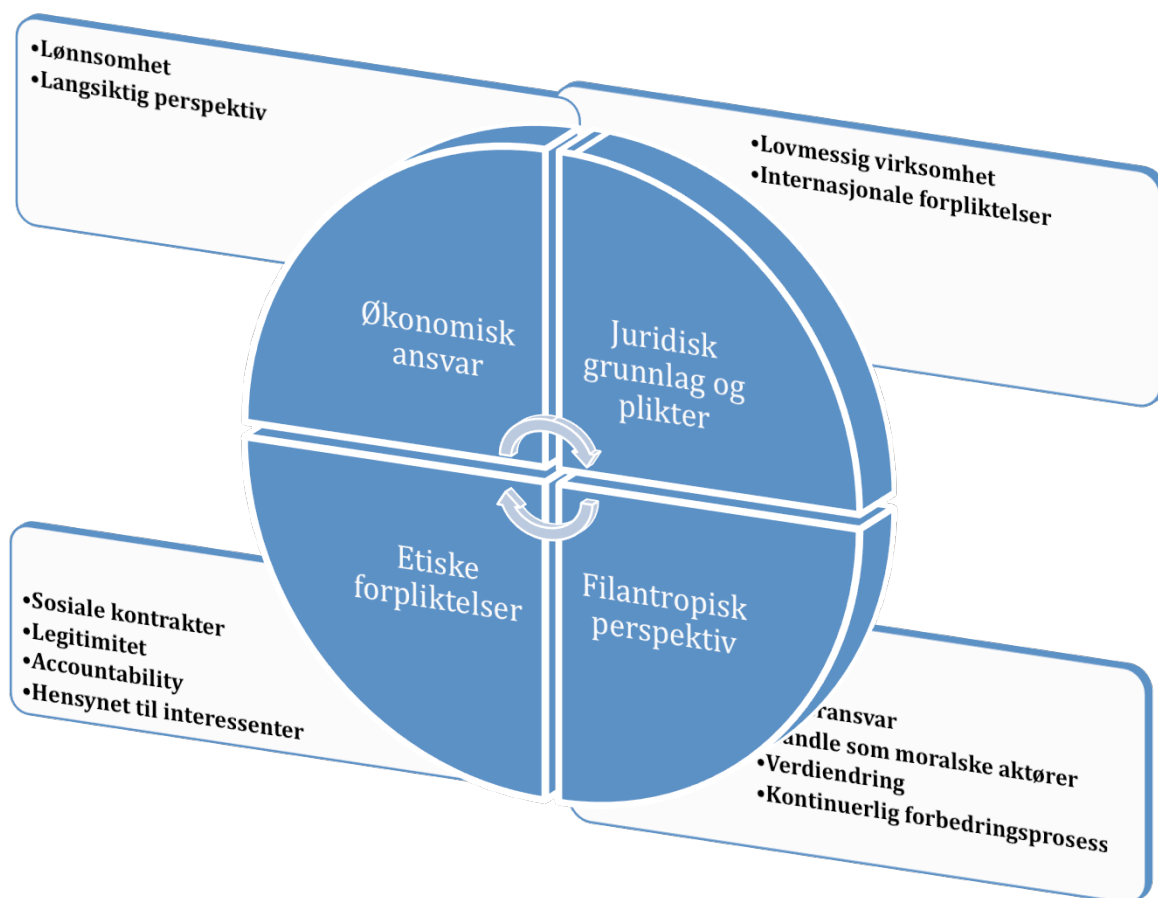 •Lønnsomhet
•Langsiktig perspektiv
•Lovmessig virksomhet
•Internasjonale forpliktelser
Økonomisk
ansvar
Juridisk
grunnlag og
plikter
Etiske
forpliktelser
Filantropisk
perspektiv
•Sosiale kontrakter
•Legitimitet
•Accountability
•Hensynet til interessenter
som moralske aktører
•Verdiendring
•Kontinuerlig forbedringsprosess